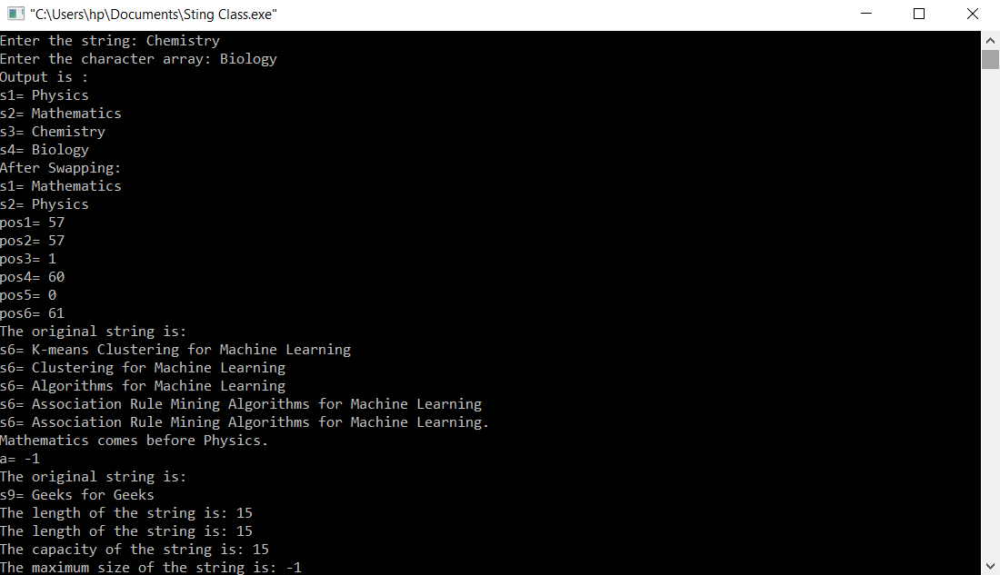 "C:\Users\hp\Documents\Sting Class.exe"
Enter the string: Chemistry
Enter the character array: Biology
Output is :
s1= Physics
s2= Mathematics
s3= Chemistry
s4= Biology
After Swapping:
s1= Mathematics
s2= Physics
pos1= 57
pos2= 57
pos3= 1
pos4= 60
pos5= 0
pos6= 61
The original string is:
s6= K-means Clustering for Machine Learning
s6= Clustering for Machine Learning
s6= Algorithms for Machine Learning
s6= Association Rule Mining Algorithms for Machine Learning
s6= Association Rule Mining Algorithms for Machine Learning.
Mathematics comes before Physics.
a= -1
The original string is:
s9= Geeks for Geeks
The length of the string is: 15
The length of the string is: 15
The capacity of the string is: 15
The maximum size of the string is: -1